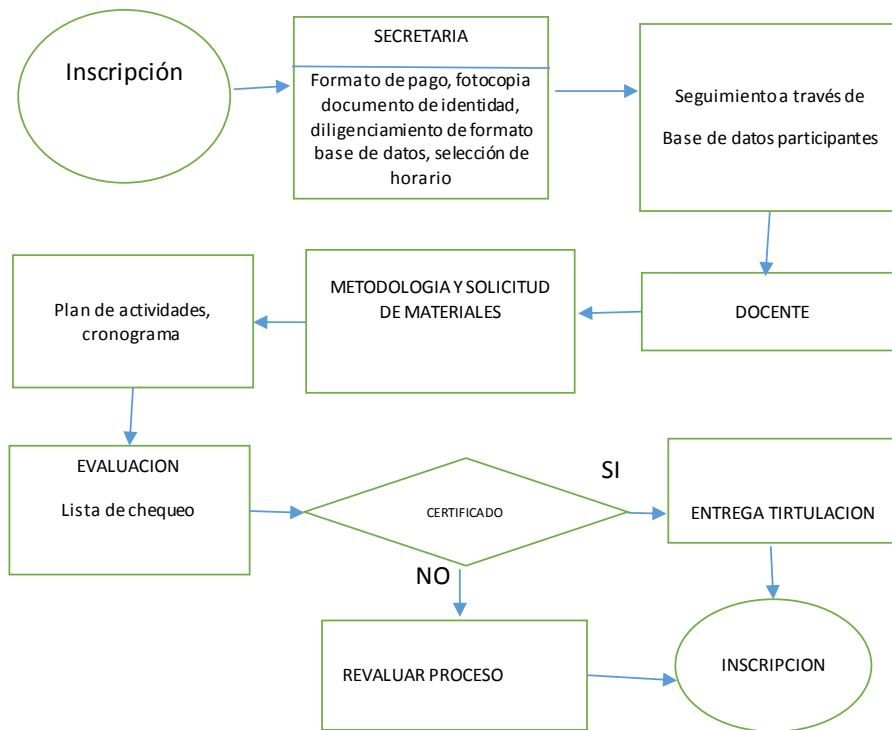 Inscripción
SECRETARIA
Formato de pago, fotocopia
documento de identidad,
diligenciamiento de formato
base de datos, selección de
horario
Seguimiento a través de
Base de datos participantes
DOCENTE
METODOLOGIA Y SOLICITUD
DE MATERIALES
Plan de actividades,
cronograma
EVALUACION
Lista de chequeo
CERTIFICADO
SI
ENTREGA TIRTULACION
NO
REVALUAR PROCESO
INSCRIPCION